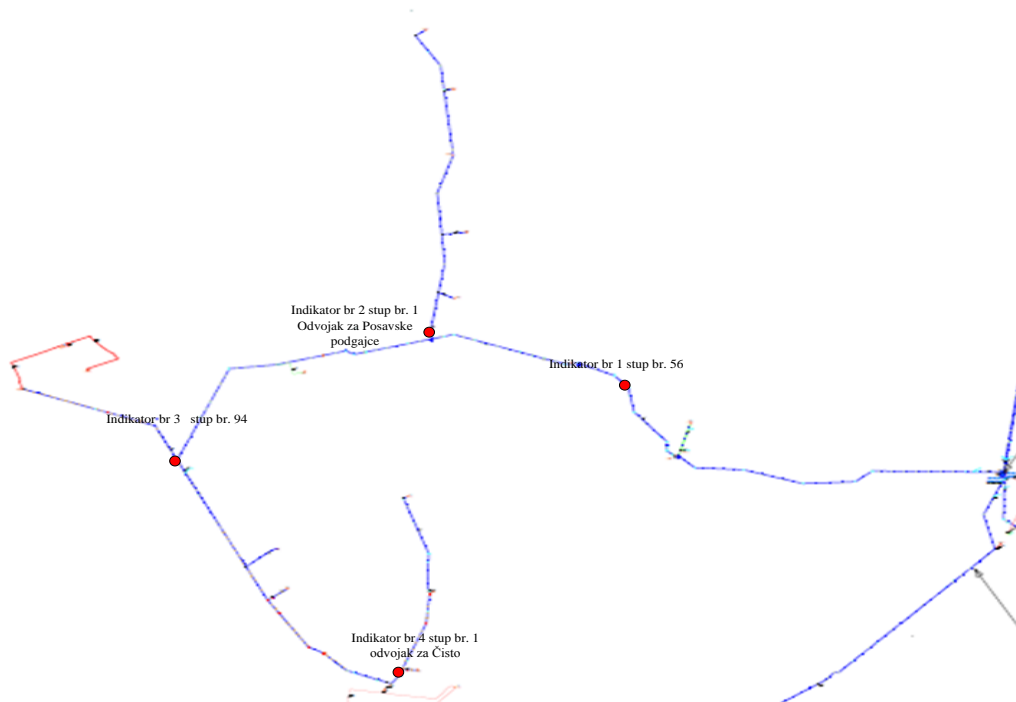 Indikator br 2 stup br. 1
Odvojak za Posavske
podgajce
Indikator br 1 stup br. 56
Indikator br 3 stup br. 94
Indikator br 4 stup br. 1
odvojak za Čisto